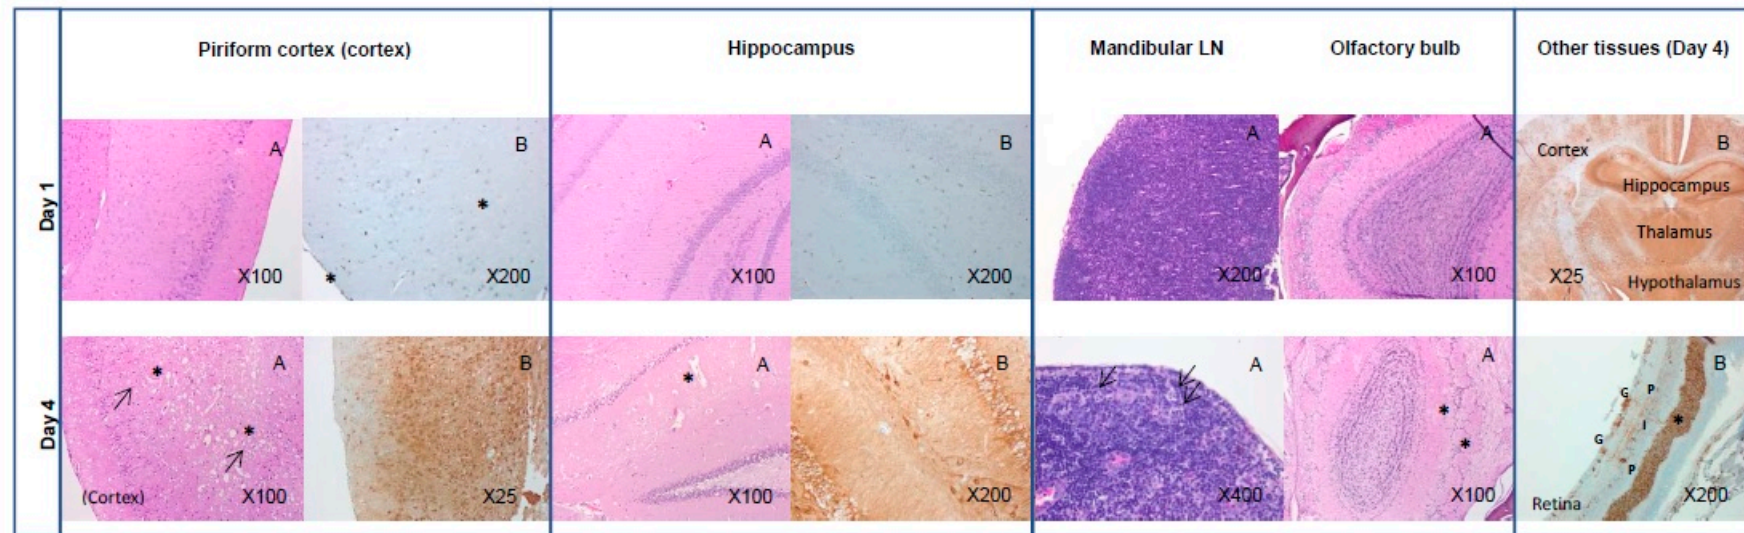 Piriform cortex (cortex)
Hippocampus
Mandibular LN
Olfactory bulb
Other tissues (Day 4)
Day 1
A
X100
B
*
*
X200
A
X100
B
X200
A
X200
A
X100
Cortex
B
Hippocampus
Thalamus
X25
Hypothalamus
Day 4
A
*
*
(Cortex)
X100
B
X25
A
*
X100
B
X200
A
X400
A
*
*
X100
B
G
P
*
I
G
P
X200
Retina